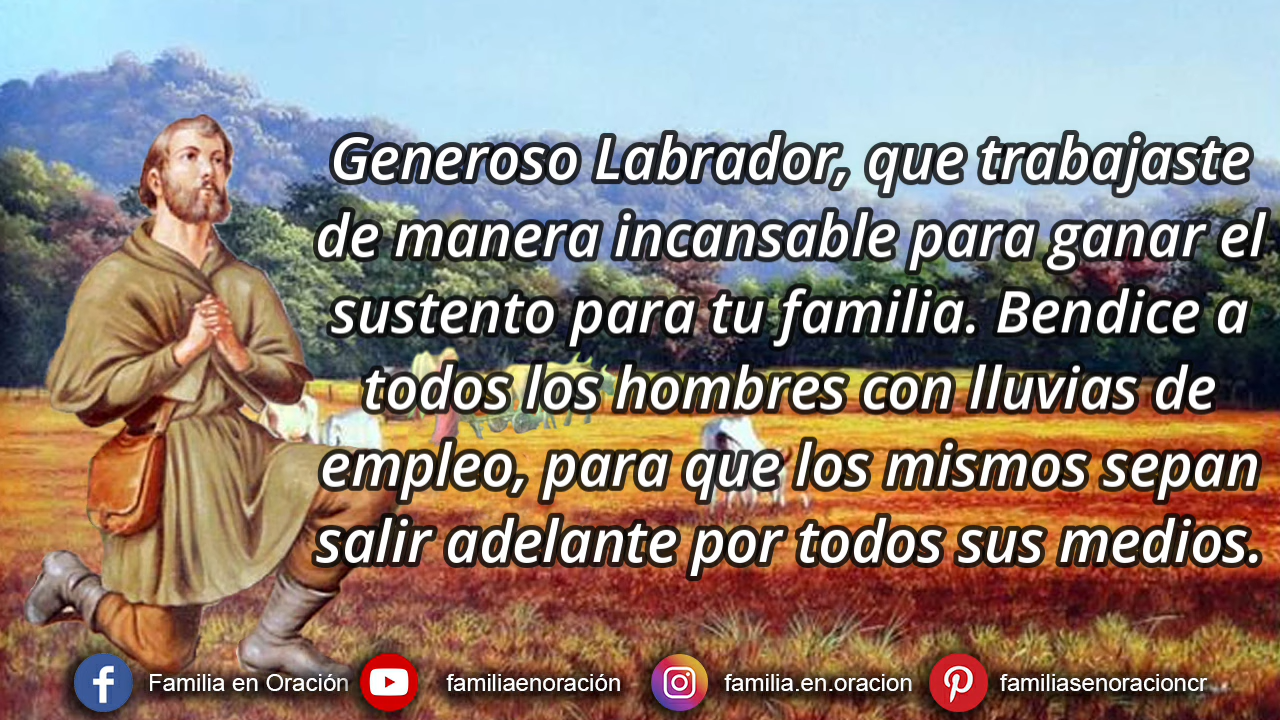 Generoso Labrador, que trabajaste
de manera incansable para ganar el
sustento para tu familia. Bendice a
todos los hombres con lluvias de
empleo, para que los mismos sepan
salir adelante por todos sus medios.
Familia en Oración familiaenoración familia.en.oracion familiasenoracioncr